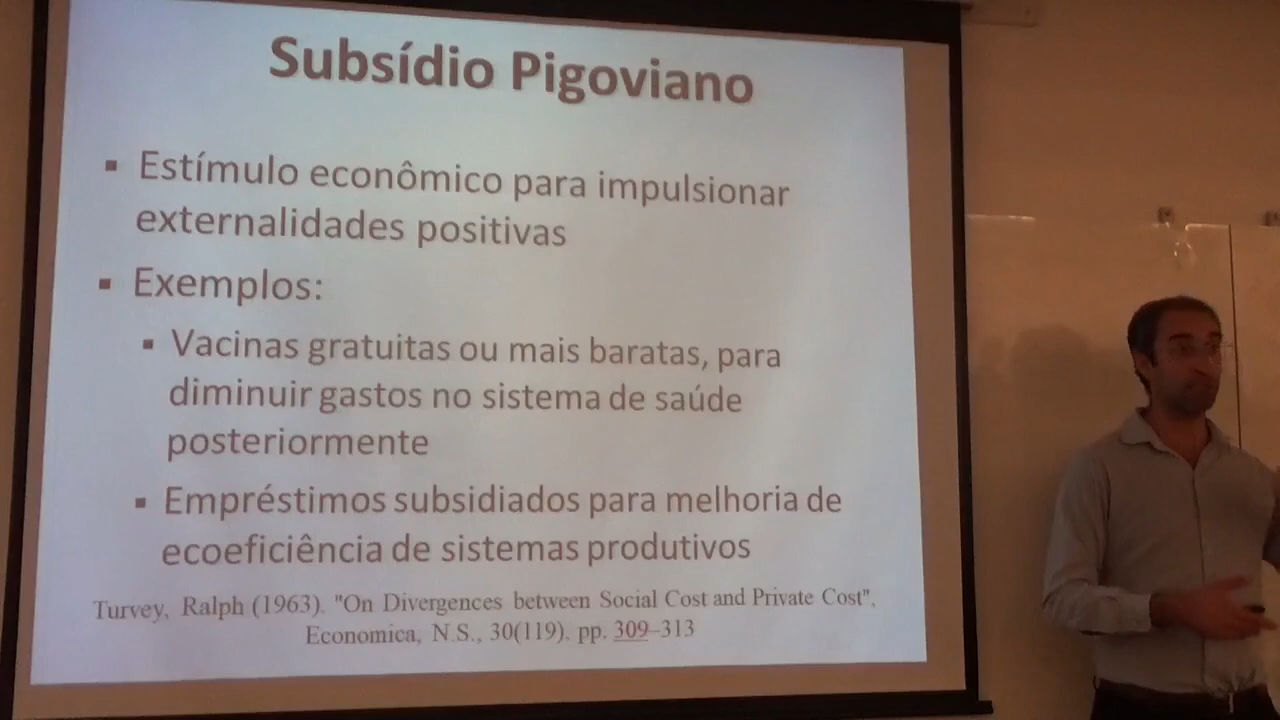 Subsídio Pigoviano
▪ Estímulo econômico para impulsionar
externalidades positivas
▪ Exemplos:
▪ Vacinas gratuitas ou mais baratas, para
diminuir gastos no sistema de saúde
posteriormente
▪ Empréstimos subsidiados para melhoria de
ecoeficiência de sistemas produtivos
Turvey, Ralph (1963). "On Divergences between Social Cost and Private Cost",
Economica, N.S., 30(119). pp. 309–313